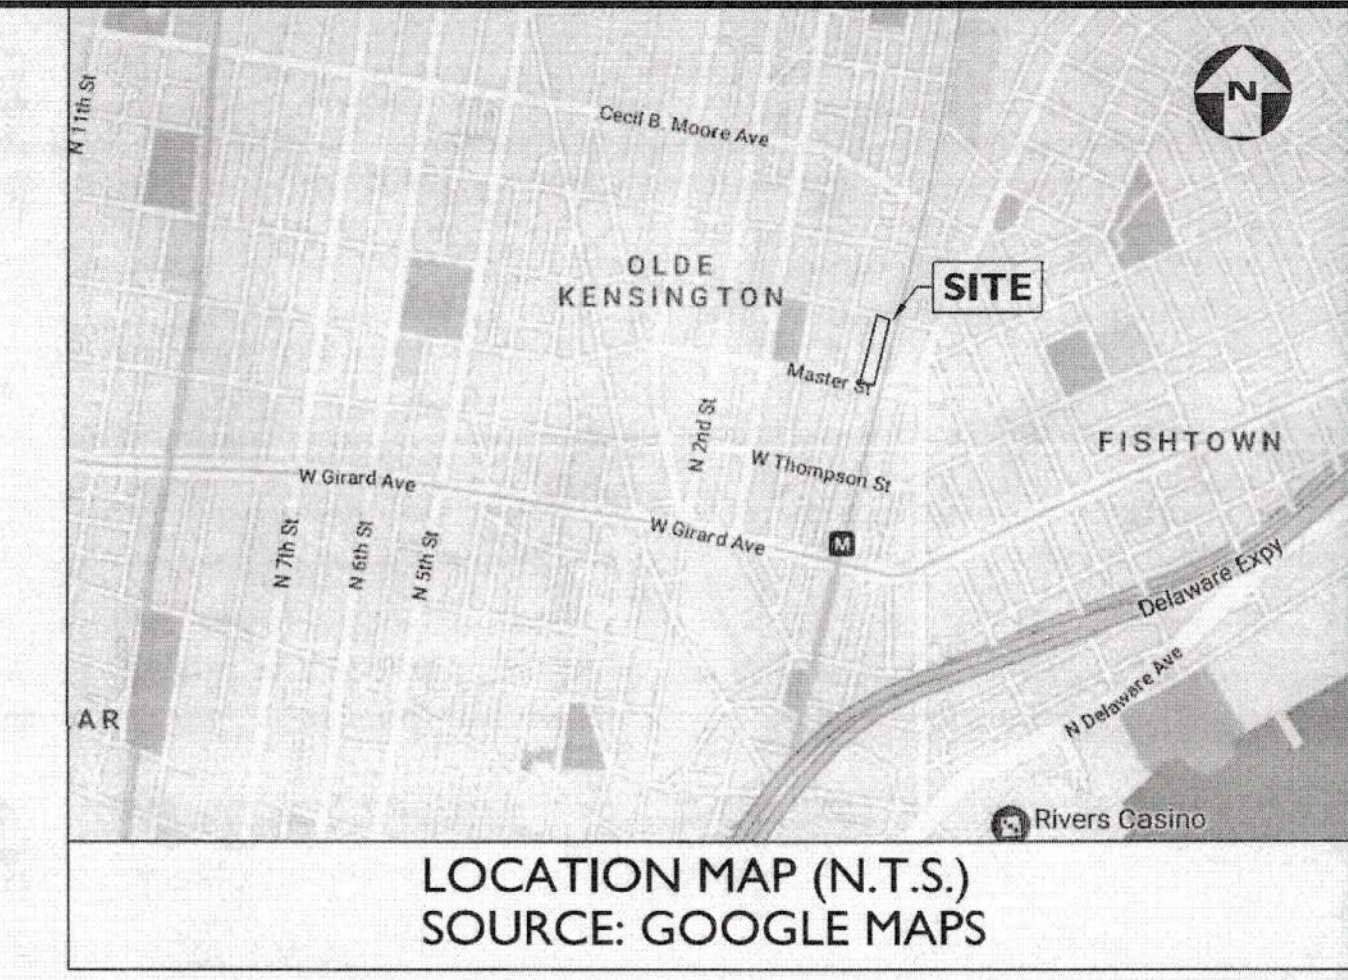 N 11th St
Cecil B. Moore Ave
N
OLDE
KENSINGTON
SITE
Master St
N 2nd St
FISHTOWN
W Thompson St
W Girard Ave
W Girard Ave
M
N 7th St
N 6th St
N 5th St
Delaware Expy
N Delaware Ave
AR
Rivers Casino
LOCATION MAP (N.T.S.)
SOURCE: GOOGLE MAPS